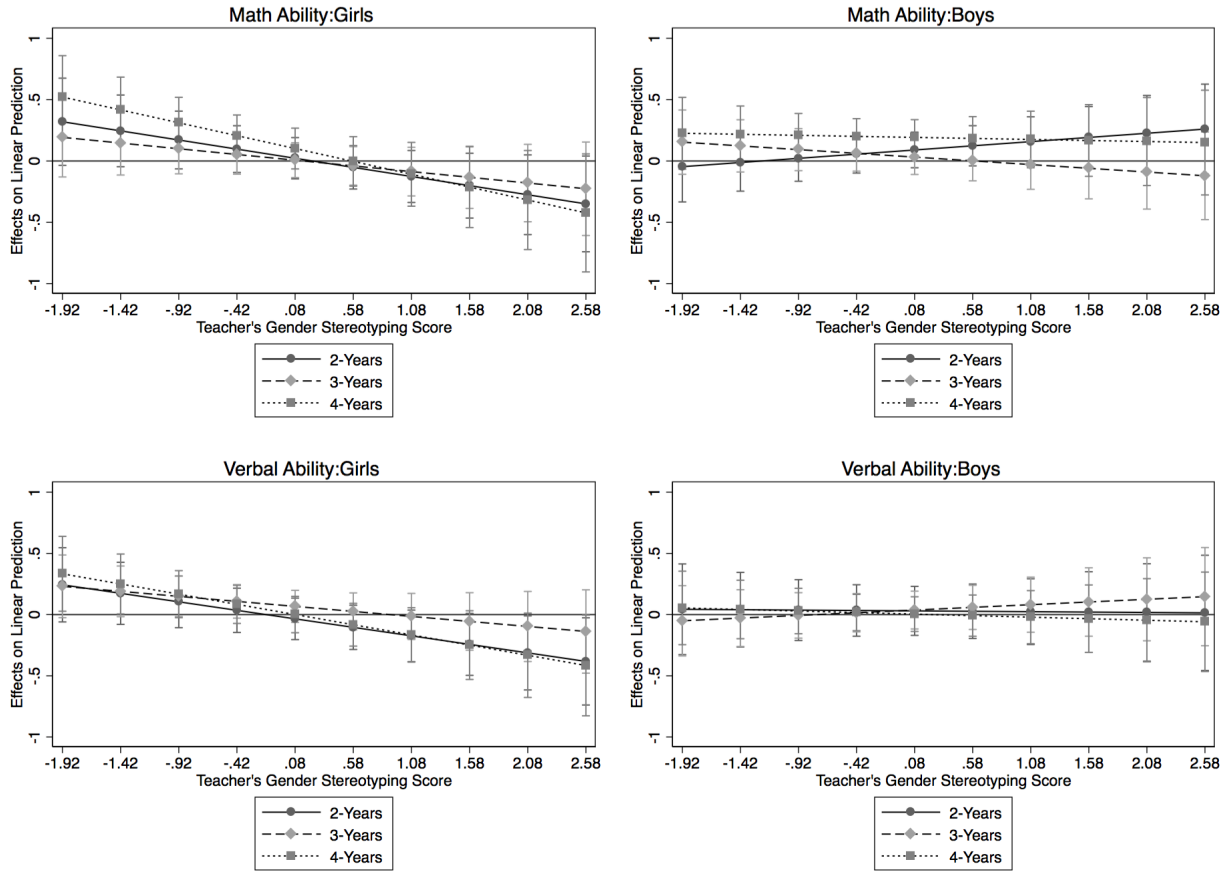 Math Ability:Girls
Effects on Linear Prediction
1
.5
0
-.5
-1
-1.92 -1.42 -.92 -.42 .08 .58 1.08 1.58 2.08 2.58
Teacher's Gender Stereotyping Score
2-Years
3-Years
4-Years
Math Ability:Boys
Effects on Linear Prediction
1
.5
0
-.5
-1
-1.92 -1.42 -.92 -.42 .08 .58 1.08 1.58 2.08 2.58
Teacher's Gender Stereotyping Score
2-Years
3-Years
4-Years
Verbal Ability:Girls
Effects on Linear Prediction
1
.5
0
-.5
-1
-1.92 -1.42 -.92 -.42 .08 .58 1.08 1.58 2.08 2.58
Teacher's Gender Stereotyping Score
2-Years
3-Years
4-Years
Verbal Ability:Boys
Effects on Linear Prediction
1
.5
0
-.5
-1
-1.92 -1.42 -.92 -.42 .08 .58 1.08 1.58 2.08 2.58
Teacher's Gender Stereotyping Score
2-Years
3-Years
4-Years